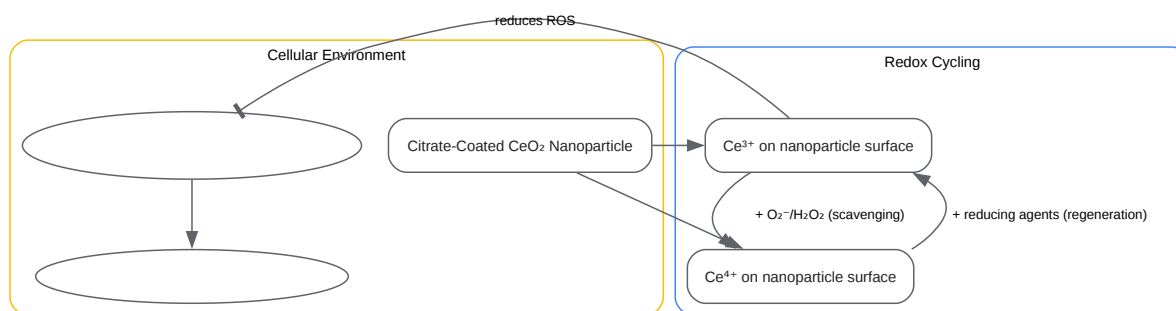 reduces ROS
Cellular Environment
Redox Cycling
Citrate-Coated CeO₂ Nanoparticle
Ce³⁺ on nanoparticle surface
+ O₂⁻/H₂O₂ (scavenging)
+ reducing agents (regeneration)
Ce⁴⁺ on nanoparticle surface